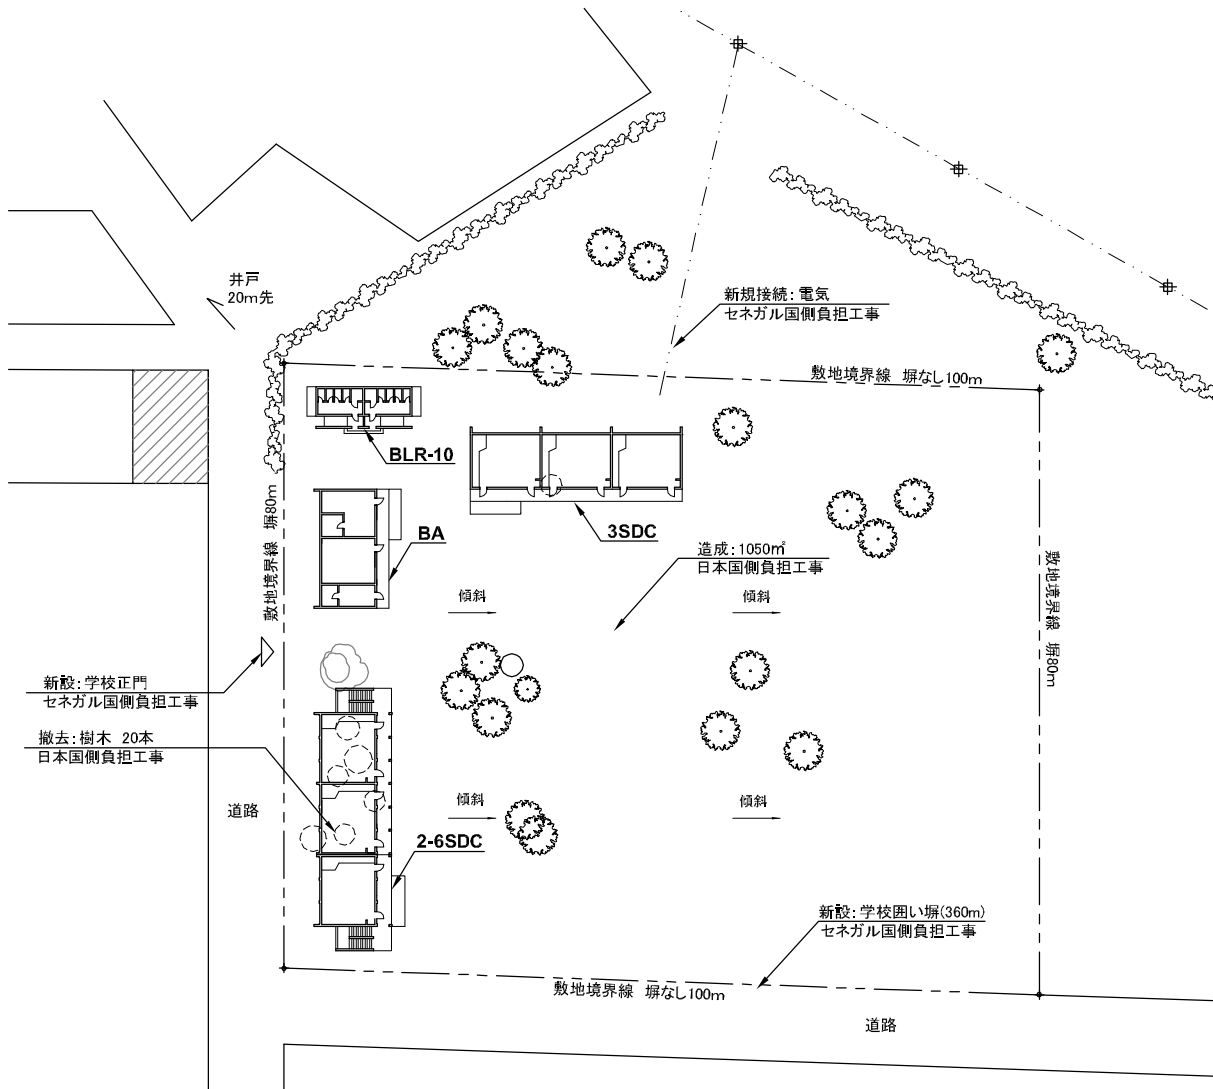 井戸
20m先
新規接続：電気
セネガル国側負担工事
敷地境界線　塀なし100m
BLR-10
3SDC
BA
敷地境界線　塀80m
造成：1050㎡
日本国側負担工事
敷地境界線　塀80m
傾斜
傾斜
新設：学校正門
セネガル国側負担工事
撤去：樹木 20本
日本国側負担工事
道路
傾斜
傾斜
2-6SDC
新設：学校囲い塀(360m)
セネガル国側負担工事
敷地境界線　塀なし100m
道路